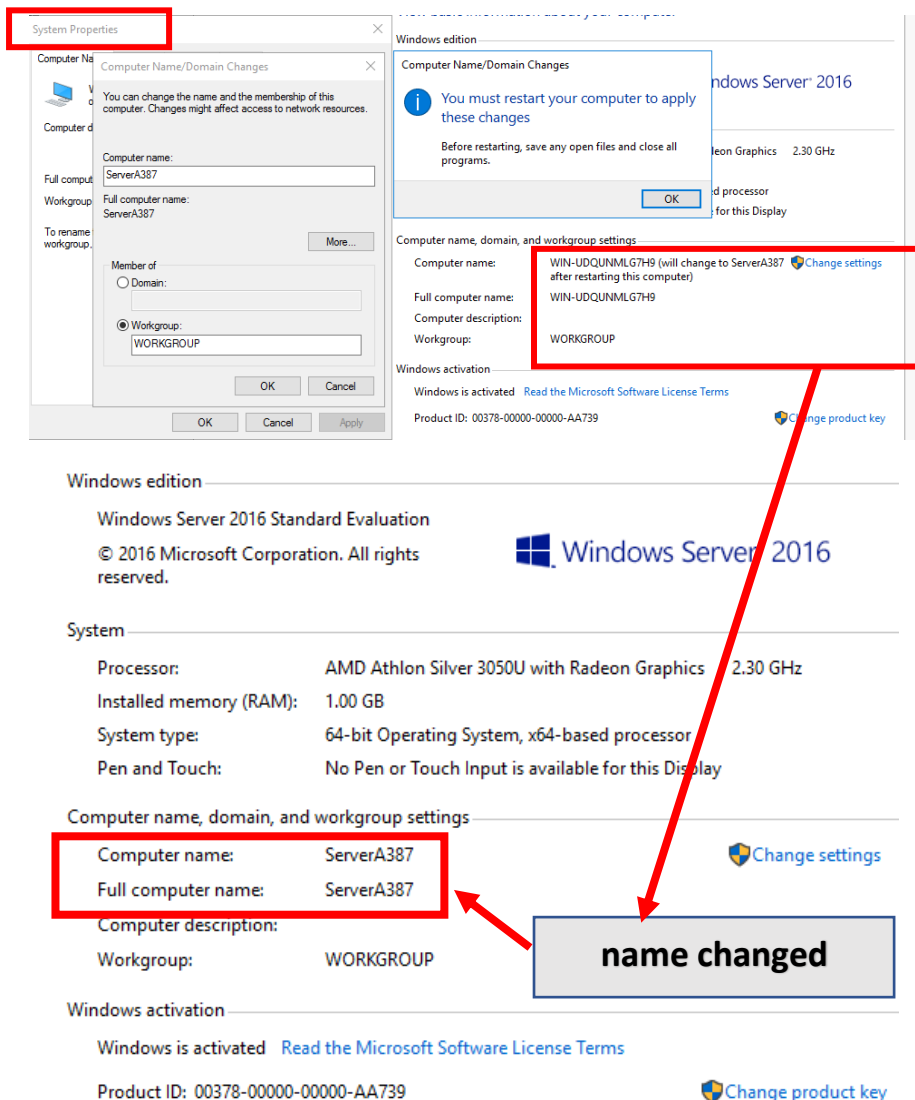 System Properties
Computer Name/Domain Changes
You can change the name and the membership of this
computer. Changes might affect access to network resources.
Computer name:
ServerA387
Full computer name:
ServerA387
More...
Member of
Domain:
Workgroup:
WORKGROUP
OK Cancel
OK Cancel Apply
Computer Na
Computer d
Full comput
Workgroup
To rename
workgroup,
View basic information about your computer
Windows edition
Computer Name/Domain Changes
You must restart your computer to apply
these changes
Before restarting, save any open files and close all
programs.
OK
ndows Server 2016
deon Graphics 2.30 GHz
ed processor
for this Display
Computer name, domain, and workgroup settings
Computer name: WIN-UDQUNMLG7H9 (will change to ServerA387 Change settings
after restarting this computer)
Full computer name: WIN-UDQUNMLG7H9
Computer description:
Workgroup: WORKGROUP
Windows activation
Windows is activated Read the Microsoft Software License Terms
Product ID: 00378-00000-00000-AA739 Change product key
Windows edition
Windows Server 2016 Standard Evaluation
© 2016 Microsoft Corporation. All rights
reserved.
Windows Server 2016
System
Processor: AMD Athlon Silver 3050U with Radeon Graphics 2.30 GHz
Installed memory (RAM): 1.00 GB
System type: 64-bit Operating System, x64-based processor
Pen and Touch: No Pen or Touch Input is available for this Display
Computer name, domain, and workgroup settings
Computer name: ServerA387 Change settings
Full computer name: ServerA387
Computer description:
Workgroup: WORKGROUP
name changed
Windows activation
Windows is activated Read the Microsoft Software License Terms
Product ID: 00378-00000-00000-AA739 Change product key